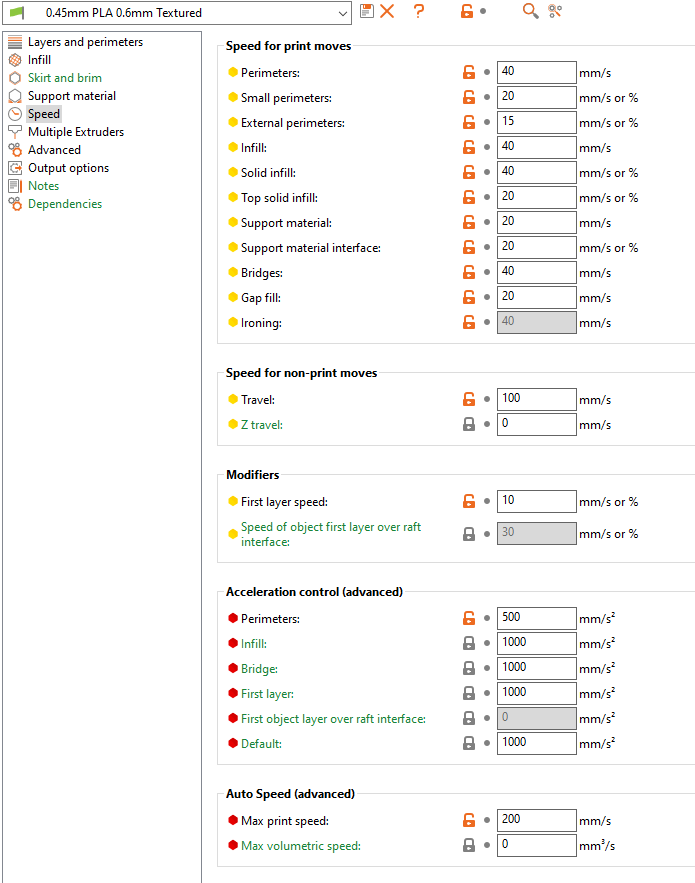 0.45mm PLA 0.6mm Textured
Layers and perimeters
Infill
Skirt and brim
Support material
Speed
Multiple Extruders
Advanced
Output options
Notes
Dependencies
Speed for print moves
Perimeters: 40 mm/s
Small perimeters: 20 mm/s or %
External perimeters: 15 mm/s or %
Infill: 40 mm/s
Solid infill: 40 mm/s or %
Top solid infill: 20 mm/s or %
Support material: 20 mm/s
Support material interface: 20 mm/s or %
Bridges: 40 mm/s
Gap fill: 20 mm/s
Ironing: 40 mm/s
Speed for non-print moves
Travel: 100 mm/s
Z travel: 0 mm/s
Modifiers
First layer speed: 10 mm/s or %
Speed of object first layer over raft
interface: 30 mm/s or %
Acceleration control (advanced)
Perimeters: 500 mm/s²
Infill: 1000 mm/s²
Bridge: 1000 mm/s²
First layer: 1000 mm/s²
First object layer over raft interface: 0 mm/s²
Default: 1000 mm/s²
Auto Speed (advanced)
Max print speed: 200 mm/s
Max volumetric speed: 0 mm³/s